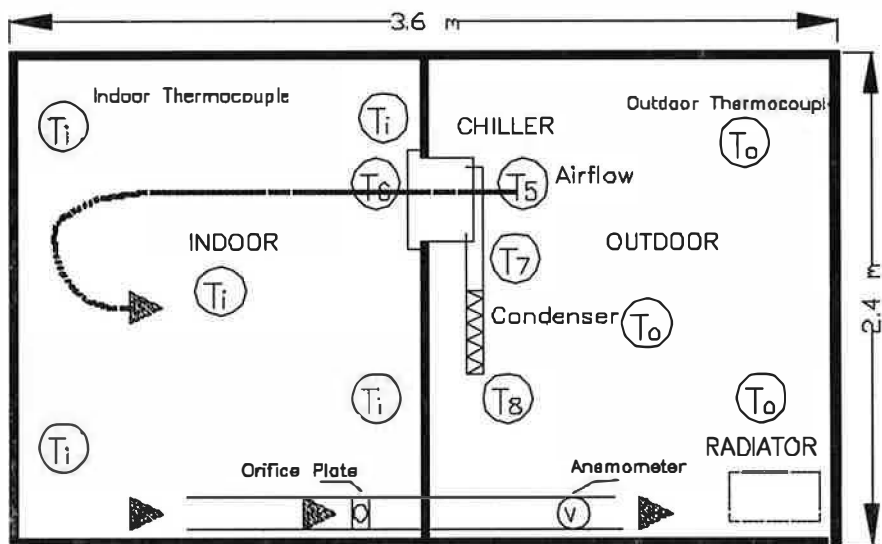 3.6 m
Indoor Thermocouple
Outdoor Thermocouple
Ti
Ti
CHILLER
To
T6
T5
Airflow
INDOOR
OUTDOOR
T7
Ti
2.4 m
Condenser
To
Ti
T8
To
Ti
RADIATOR
Orifice Plate
Anemometer
V